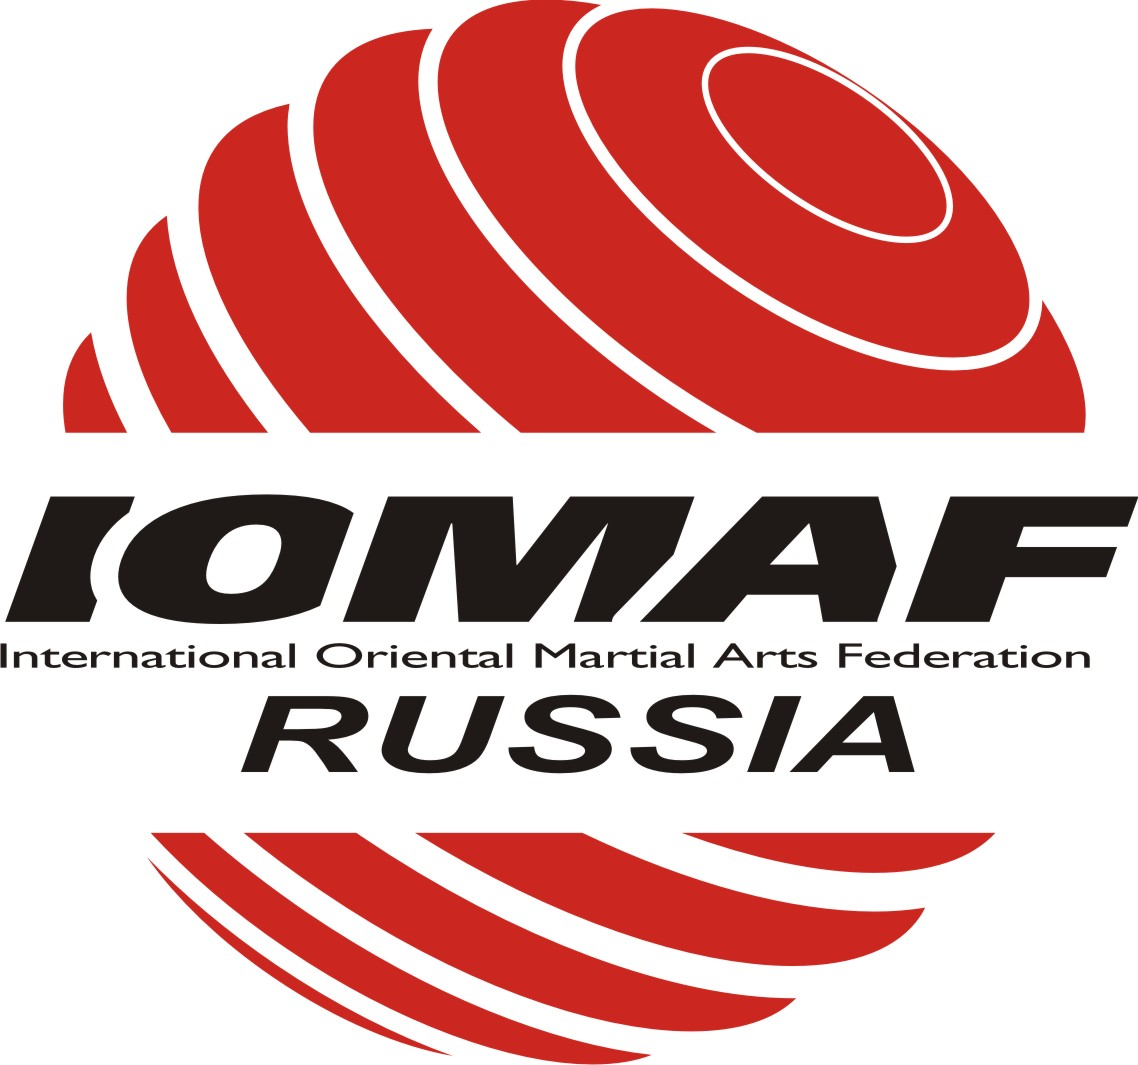 IOMAF
International Oriental Martial Arts Federation
RUSSIA